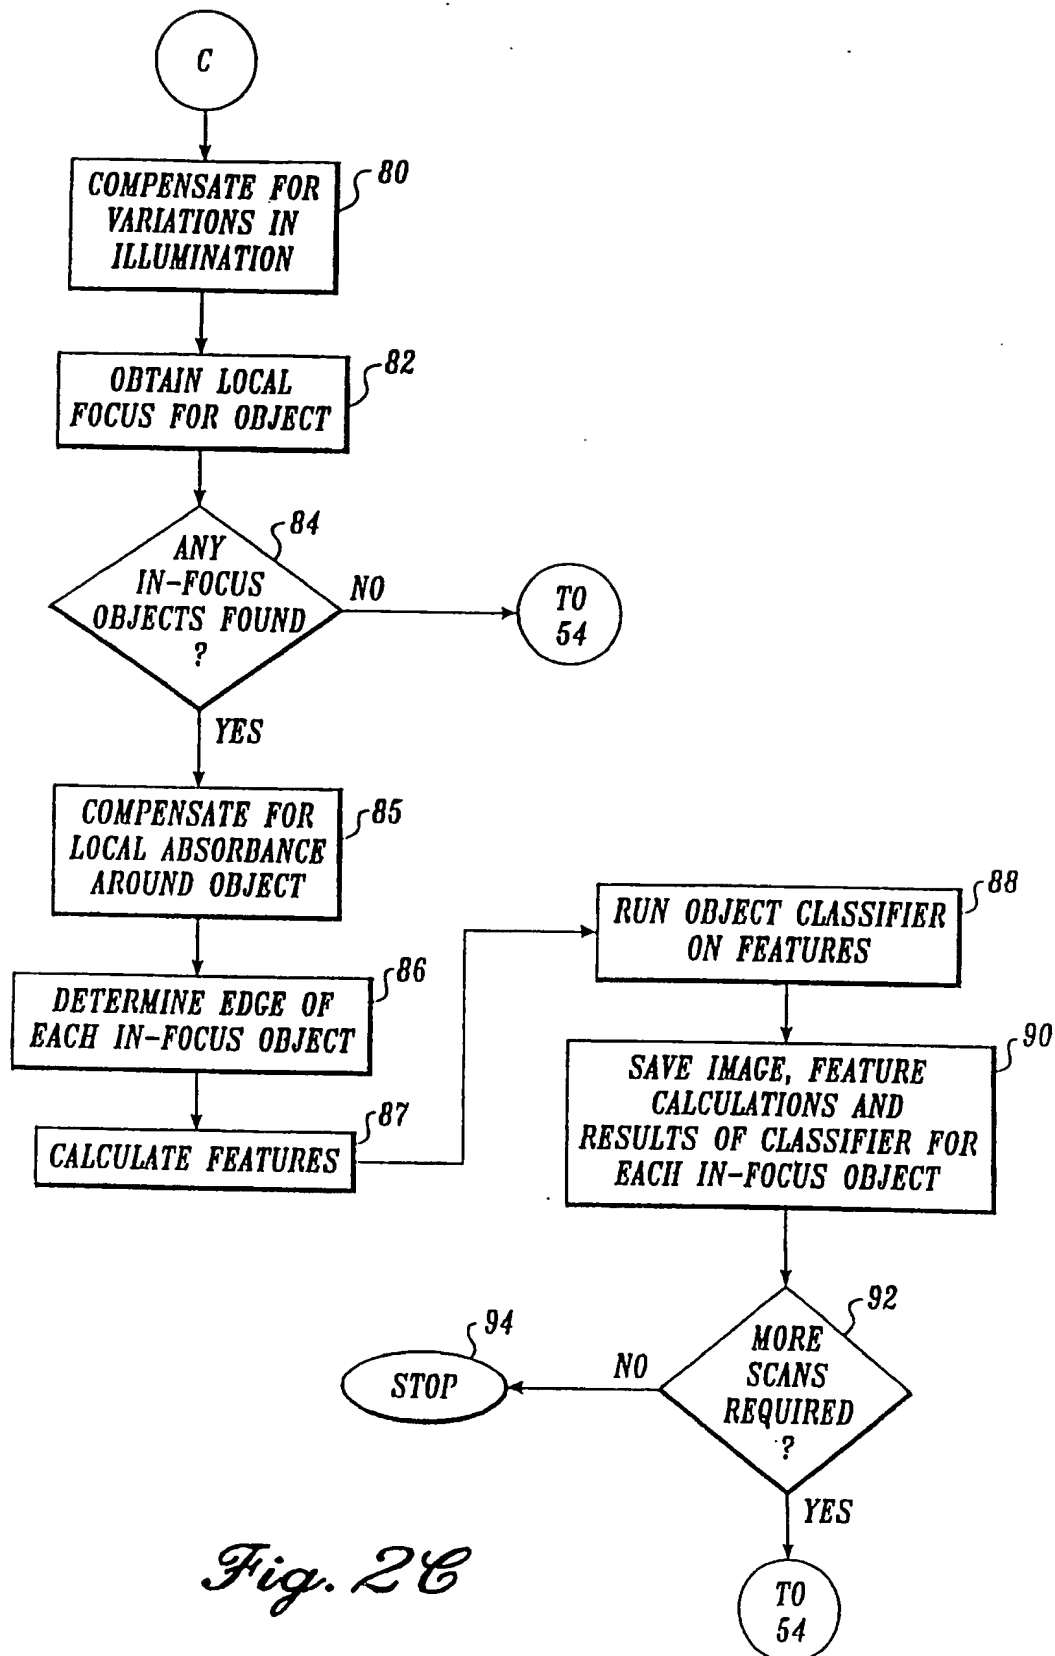 C
80
COMPENSATE FOR
VARIATIONS IN
ILLUMINATION
82
OBTAIN LOCAL
FOCUS FOR OBJECT
84
ANY
IN-FOCUS
OBJECTS FOUND
?
NO
TO
54
YES
85
COMPENSATE FOR
LOCAL ABSORBANCE
AROUND OBJECT
86
DETERMINE EDGE OF
EACH IN-FOCUS OBJECT
87
CALCULATE FEATURES
88
RUN OBJECT CLASSIFIER
ON FEATURES
90
SAVE IMAGE, FEATURE
CALCULATIONS AND
RESULTS OF CLASSIFIER FOR
EACH IN-FOCUS OBJECT
92
MORE
SCANS
REQUIRED
?
NO
94
STOP
YES
TO
54
Fig. 2C